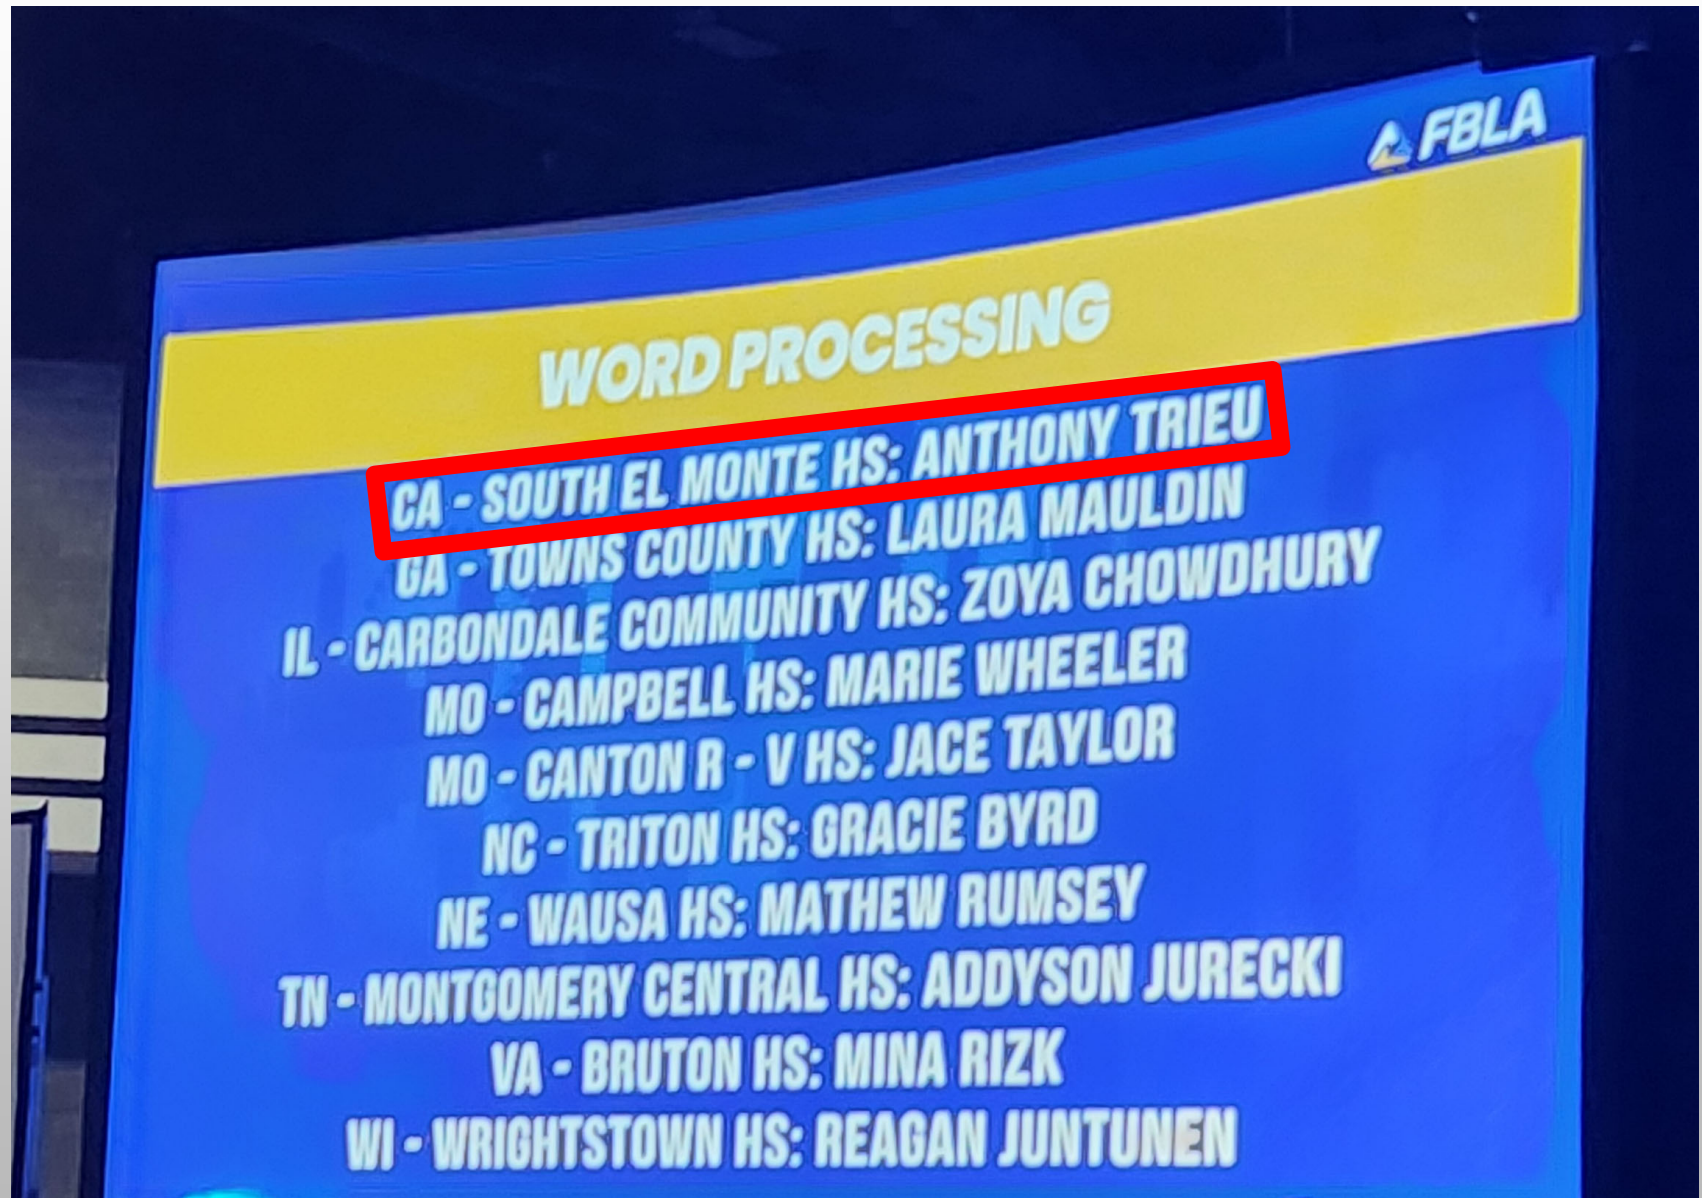 FBLA
WORD PROCESSING
CA - SOUTH EL MONTE HS: ANTHONY TRIEU
GA - TOWNS COUNTY HS: LAURA MAULDIN
IL - CARBONDALE COMMUNITY HS: ZOYA CHOWDHURY
MO - CAMPBELL HS: MARIE WHEELER
MO - CANTON R - V HS: JACE TAYLOR
NC - TRITON HS: GRACIE BYRD
NE - WAUSA HS: MATHEW RUMSEY
TN - MONTGOMERY CENTRAL HS: ADDYSON JURECKI
VA - BRUTON HS: MINA RIZK
WI - WRIGHTSTOWN HS: REAGAN JUNTUNEN